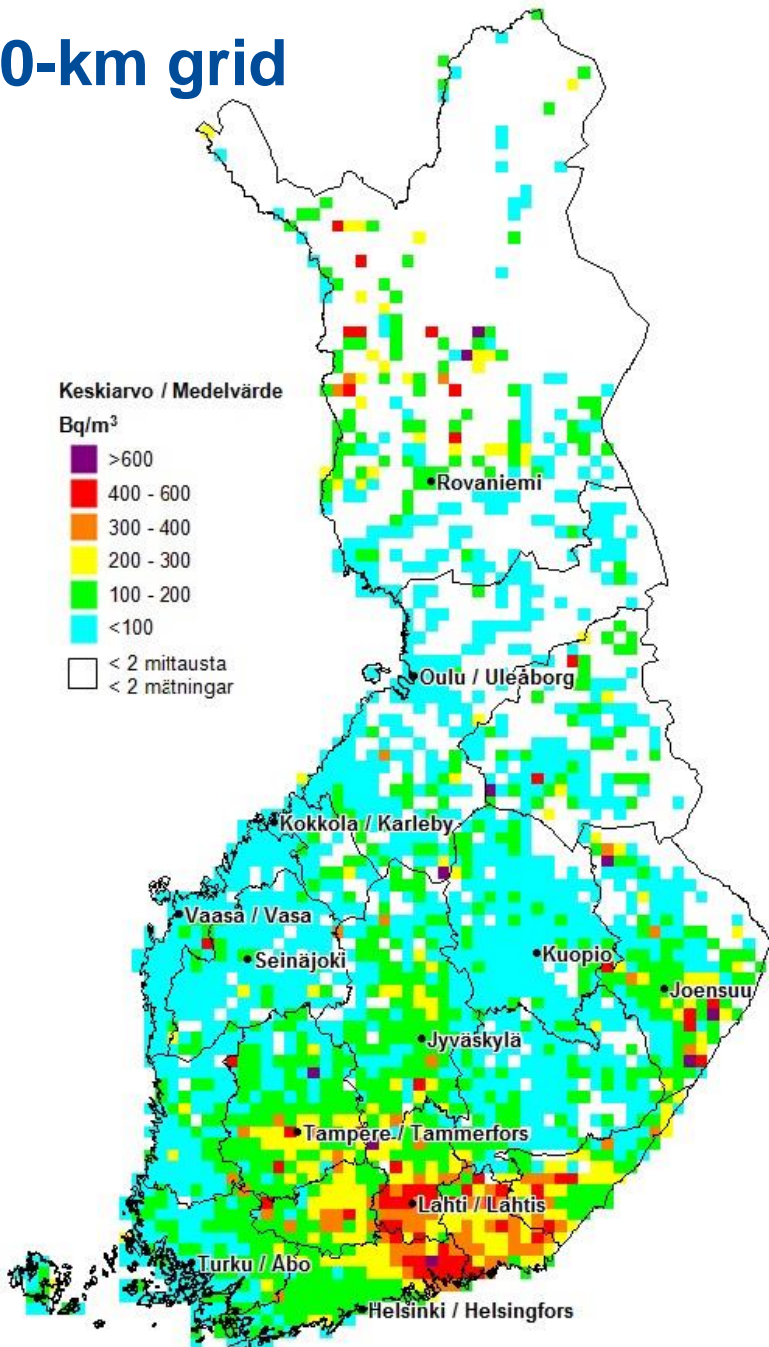 0-km grid
Keskiarvo / Medelvärde
Bq/m³
>600
400 - 600
300 - 400
200 - 300
100 - 200
<100
< 2 mittausta
< 2 mätningar
Rovaniemi
Oulu / Uleåborg
Kokkola / Karleby
Vaasa / Vasa
Seinäjoki
Kuopio
Joensuu
Jyväskylä
Tampere / Tammerfors
Lahti / Lahtis
Turku / Åbo
Helsinki / Helsingfors